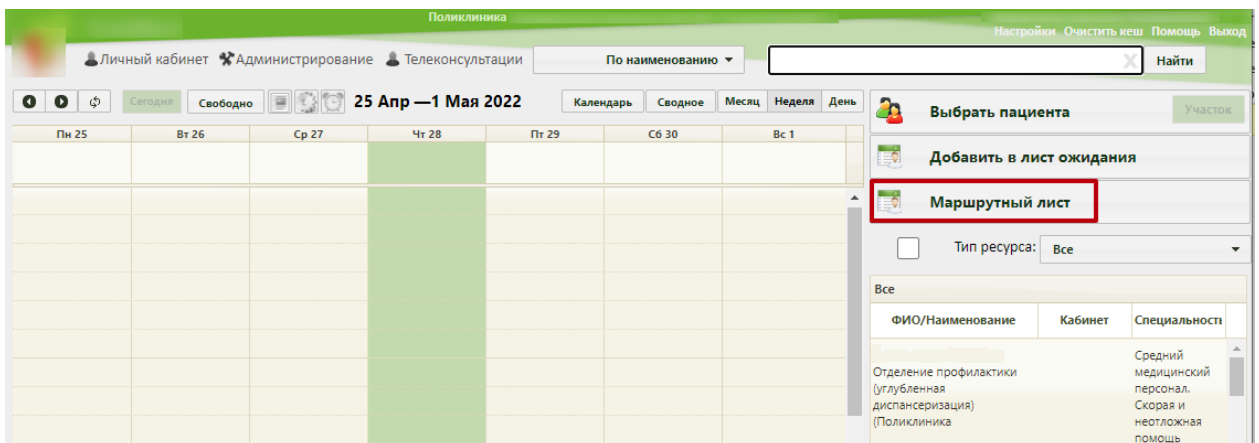 Поликлиника
Настройки Очистить кеш Помощь Выход
Личный кабинет Администрирование Телеконсультации По наименованию X Найти
Сегодня Свободно 25 Апр —1 Мая 2022 Календарь Сводное Месяц Неделя День
Пн 25 Вт 26 Ср 27 Чт 28 Пт 29 Сб 30 Вс 1
Выбрать пациента Участок
Добавить в лист ожидания
Маршрутный лист
Тип ресурса: Все
Все
ФИО/Наименование Кабинет Специальность
Отделение профилактики
(углубленная
диспансеризация)
(Поликлиника
Средний
медицинский
персонал.
Скорая и
неотложная
помощь